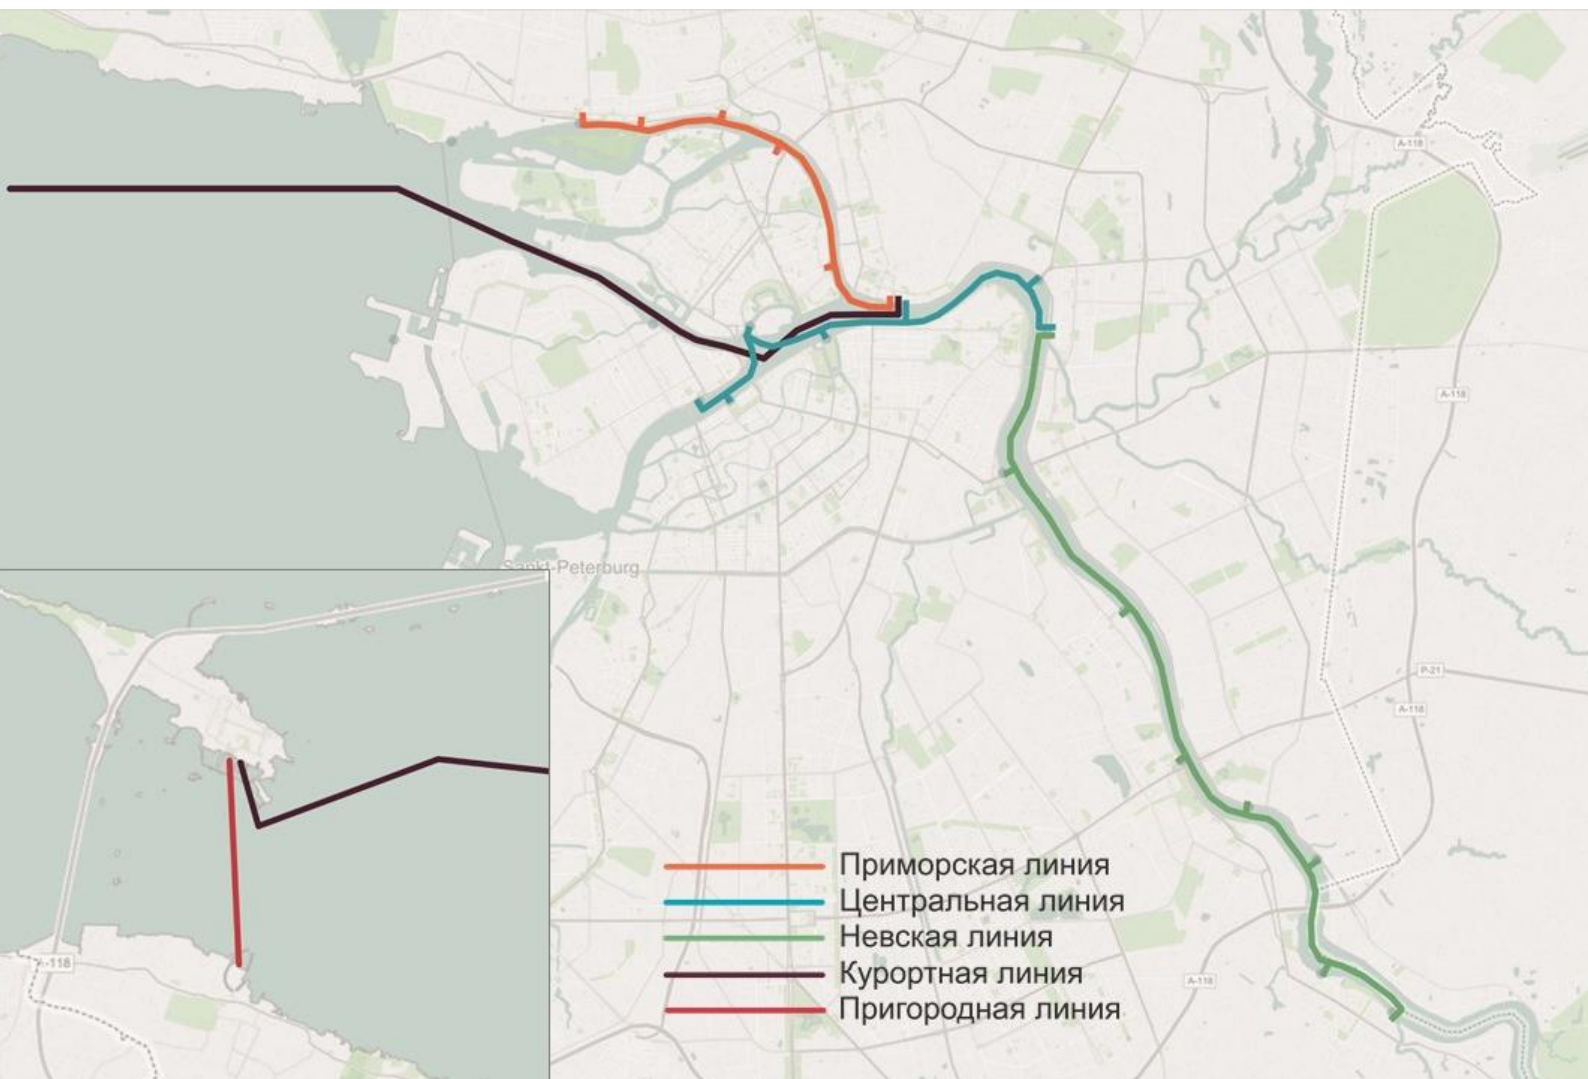 А-118
А-118
Sankt-Peterburg
Р-21
А-118
Приморская линия
Центральная линия
Невская линия
А-118
Курортная линия
А-118
Пригородная линия